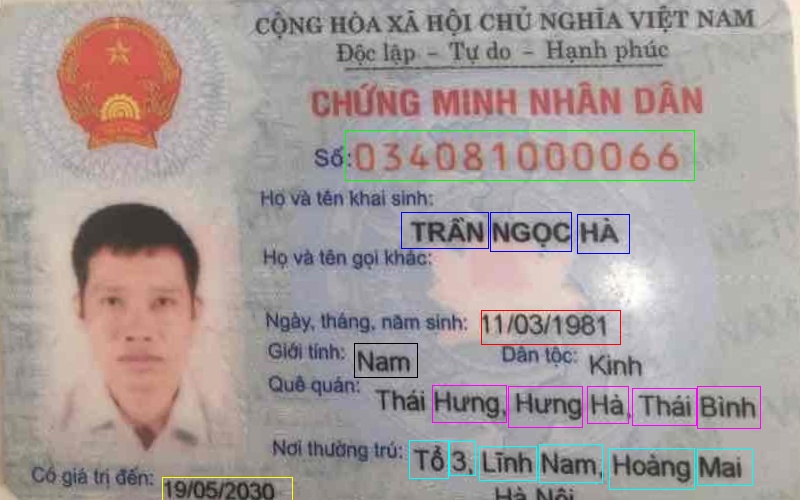 CỘNG HÒA XÃ HỘI CHỦ NGHĨA VIỆT NAM
Độc lập - Tự do - Hạnh phúc
CHỨNG MINH NHÂN DÂN
Số: 034081000066
Họ và tên khai sinh:
TRẦN NGỌC HÀ
Họ và tên gọi khác:
Ngày, tháng, năm sinh: 11/03/1981
Giới tính: Nam Dân tộc: Kinh
Quê quán: Thái Hưng, Hưng Hà, Thái Bình
Nơi thường trú: Tổ 3, Lĩnh Nam, Hoàng Mai
Có giá trị đến: 19/05/2030 Hà Nội